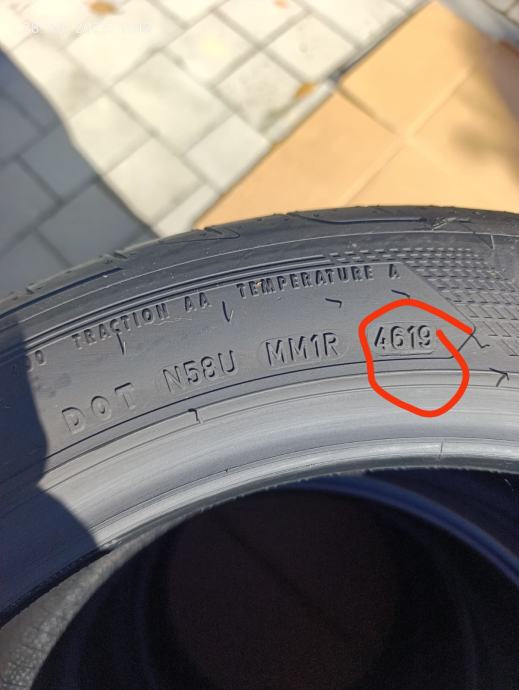 TRACTION AA TEMPERATURE A
DOT N58U MM1R 4619